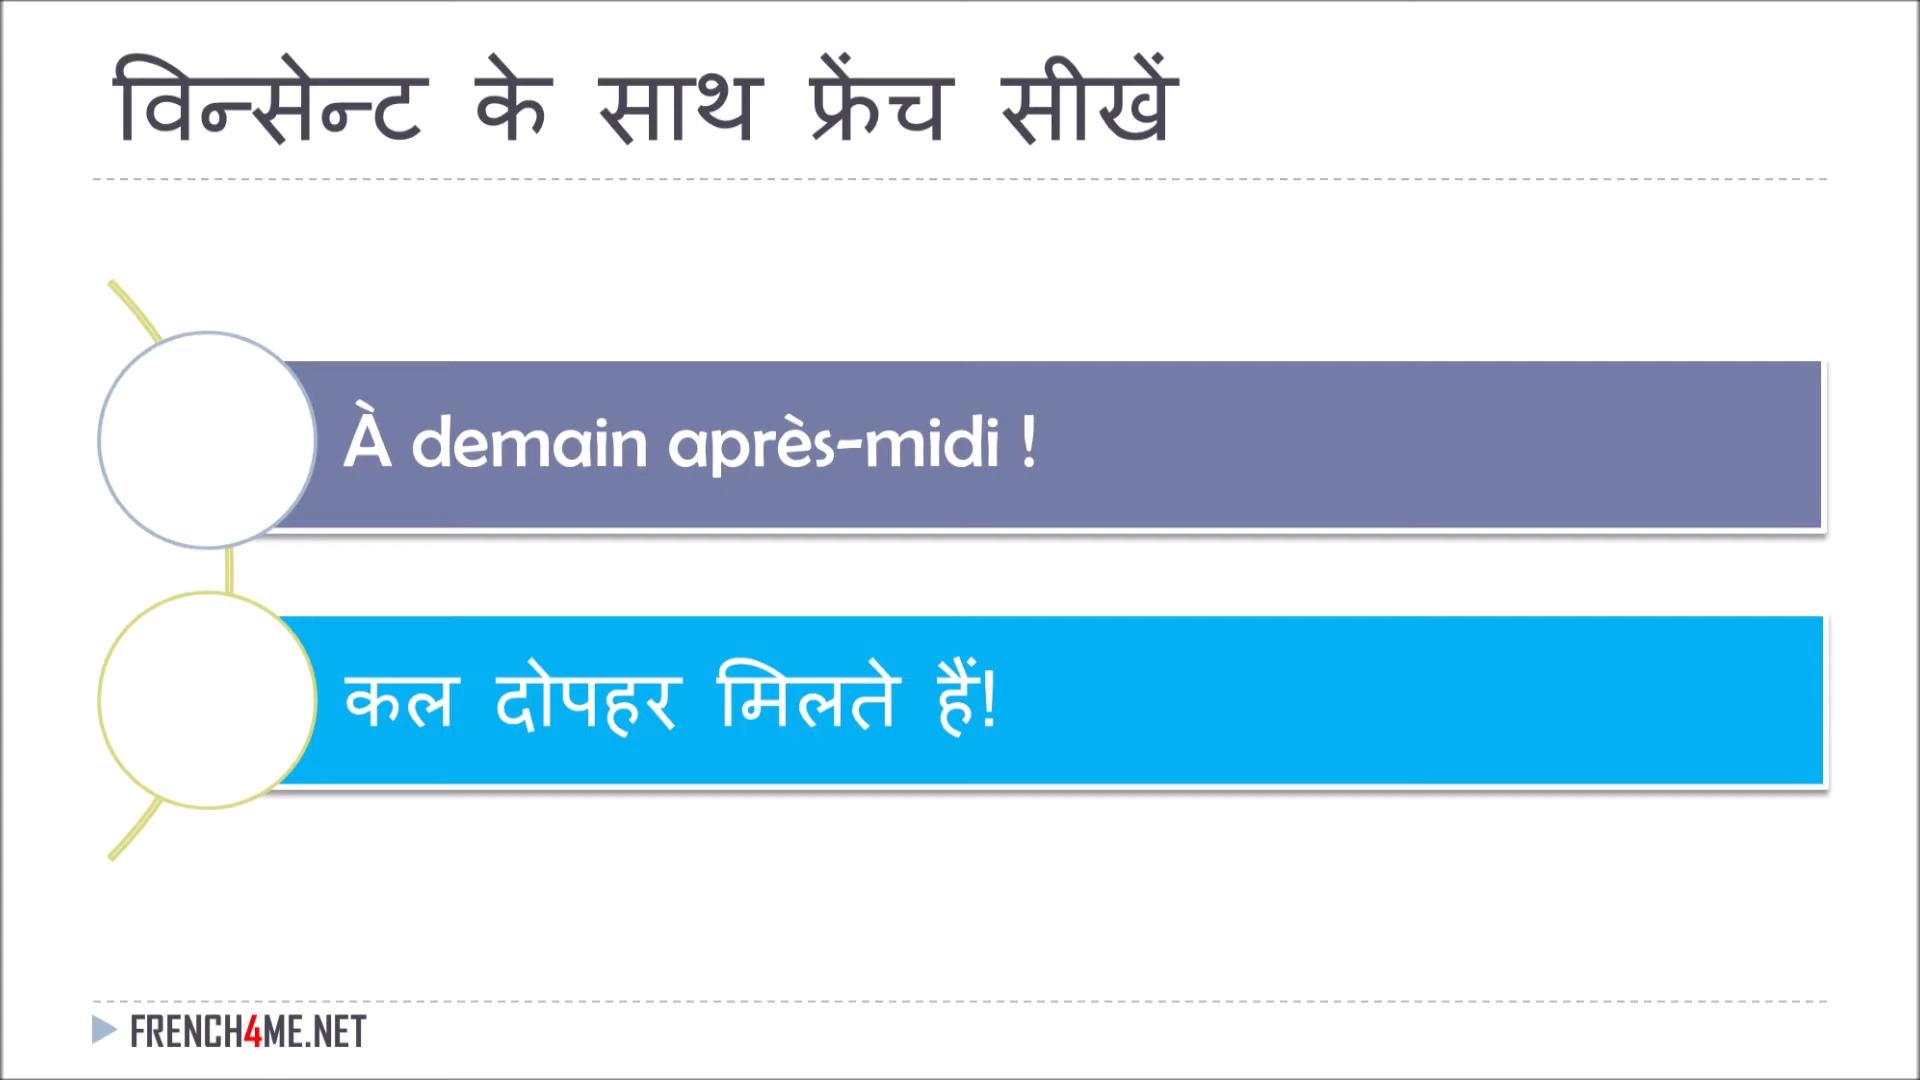 विन्सेन्ट के साथ फ्रेंच सीखें
À demain après-midi !
कल दोपहर मिलते हैं!
FRENCH4ME.NET